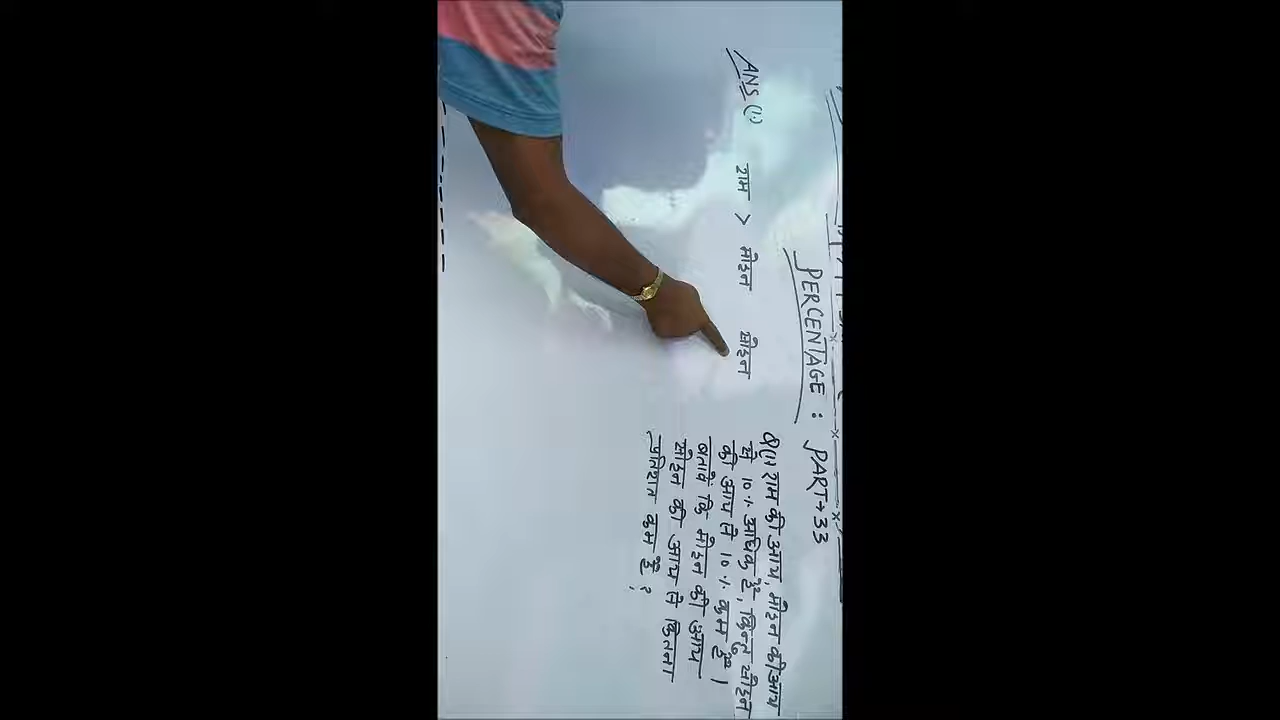 PERCENTAGE : PART→33
Q(1) राम की आय, मोहन की आय
से 10% अधिक है, किन्तु सोहन
की आय से 10% कम है ।
बतावें कि मोहन की आय
सोहन की आय से कितना
प्रतिशत कम है ?
ANS (1) राम > मोहन सोहन